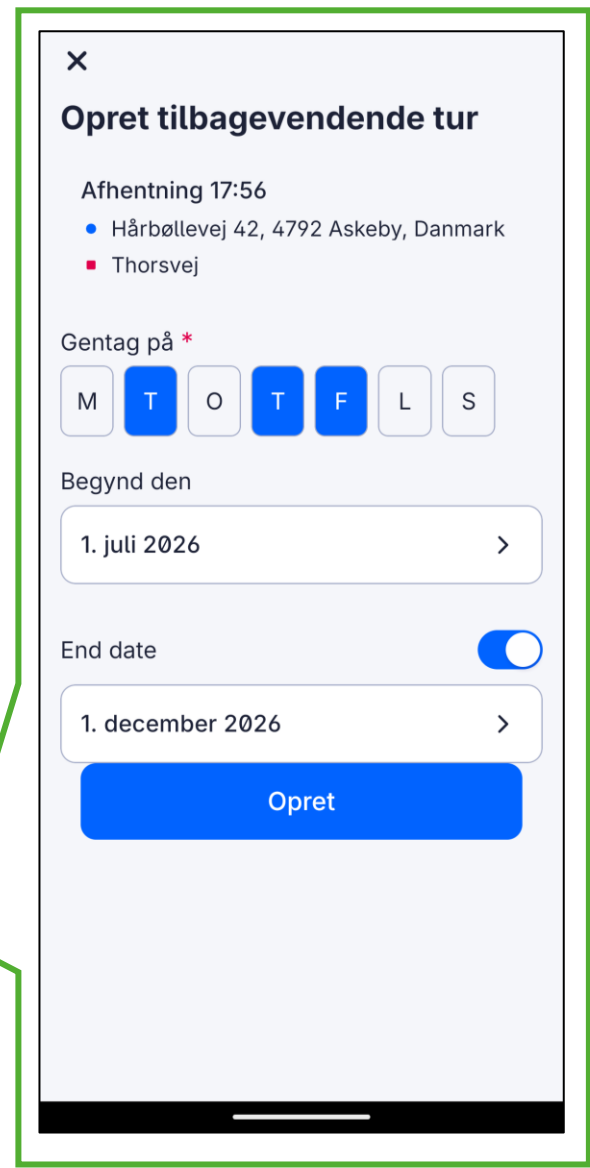 Opret tilbagevendende tur
Afhentning 17:56
Hårbøllevej 42, 4792 Askeby, Danmark
Thorsvej
Gentag på *
M T O T F L S
Begynd den
1. juli 2026
End date
1. december 2026
Opret